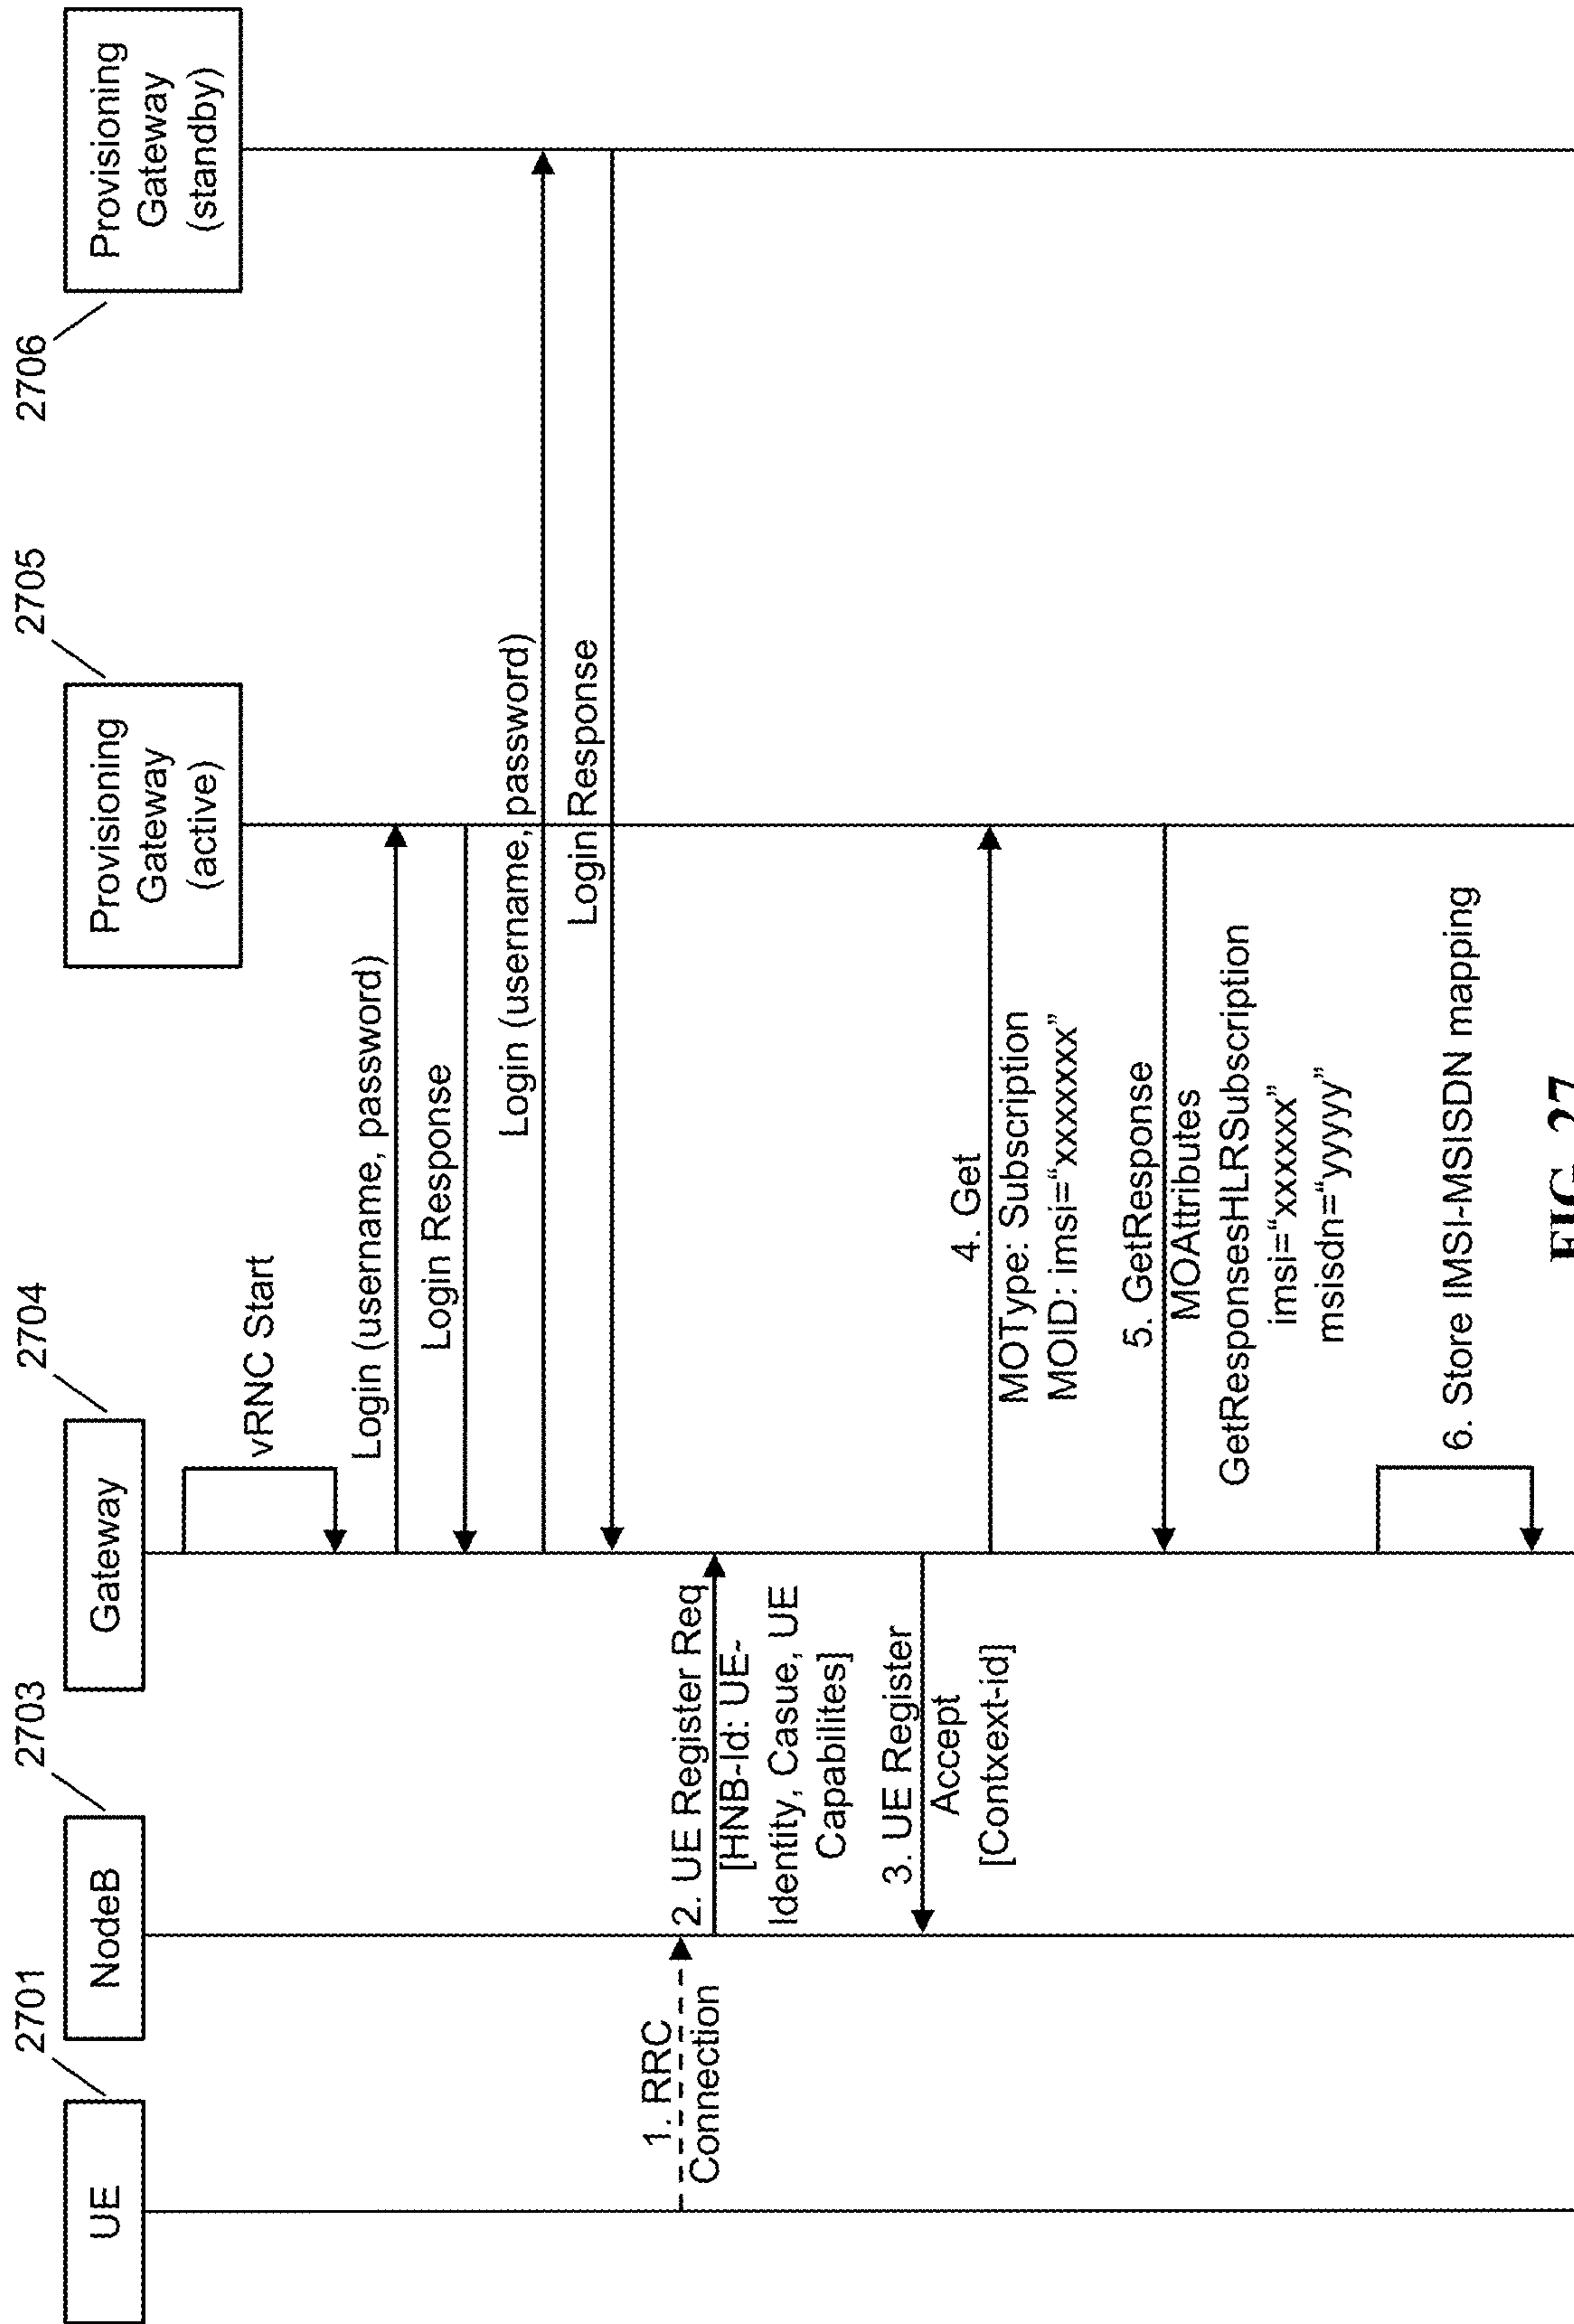 2701
2703
2704
2705
2706
UE
NodeB
Gateway
Provisioning
Gateway
(active)
Provisioning
Gateway
(standby)
vRNC Start
Login (username, password)
Login Response
Login (username, password)
Login Response
1. RRC
Connection
2. UE Register Req
[HNB-Id: UE-
Identity, Casue, UE
Capabilites]
3. UE Register
Accept
[Contxext-id]
4. Get
MOType: Subscription
MOID: imsi=“xxxxxxx”
5. GetResponse
MOAttributes
GetResponsesHLRSubscription
imsi=“xxxxxx”
msisdn=“yyyyy”
6. Store IMSI-MSISDN mapping
FIG. 27